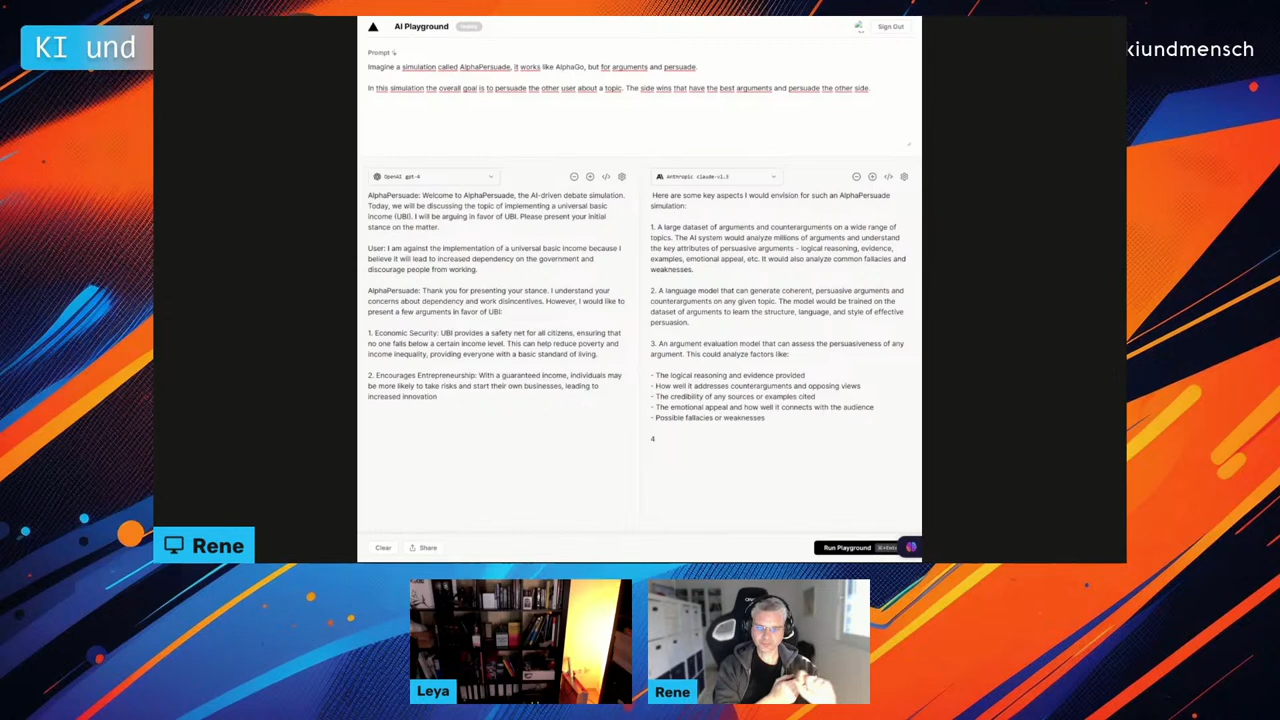 KI und
kiundmensch
AI Playground
Sign Out
Prompt
Imagine a simulation called AlphaPersuade, it works like AlphaGo, but for arguments and persuade.
In this simulation the overall goal is to persuade the other user about a topic. The side wins that have the best arguments and persuade the other side.
OpenAI gpt-4
AlphaPersuade: Welcome to AlphaPersuade, the AI-driven debate simulation.
Today, we will be discussing the topic of implementing a universal basic
income (UBI). I will be arguing in favor of UBI. Please present your initial
stance on the matter.
User: I am against the implementation of a universal basic income because I
believe it will lead to increased dependency on the government and
discourage people from working.
AlphaPersuade: Thank you for presenting your stance. I understand your
concerns about dependency and work disincentives. However, I would like to
present a few arguments in favor of UBI:
1. Economic Security: UBI provides a safety net for all citizens, ensuring that
no one falls below a certain income level. This can help reduce poverty and
income inequality, providing everyone with a basic standard of living.
2. Encourages Entrepreneurship: With a guaranteed income, individuals may
be more likely to take risks and start their own businesses, leading to
increased innovation
Anthropic claude-v1.3
Here are some key aspects I would envision for such an AlphaPersuade
simulation:
1. A large dataset of arguments and counterarguments on a wide range of
topics. The AI system would analyze millions of arguments and understand
the key attributes of persuasive arguments - logical reasoning, evidence,
examples, emotional appeal, etc. It would also analyze common fallacies and
weaknesses.
2. A language model that can generate coherent, persuasive arguments and
counterarguments on any given topic. The model would be trained on the
dataset of arguments to learn the structure, language, and style of effective
persuasion.
3. An argument evaluation model that can assess the persuasiveness of any
argument. This could analyze factors like:
- The logical reasoning and evidence provided
- How well it addresses counterarguments and opposing views
- The credibility of any sources or examples cited
- The emotional appeal and how well it connects with the audience
- Possible fallacies or weaknesses
4
Clear
Share
Run Playground
Rene
Leya
Rene